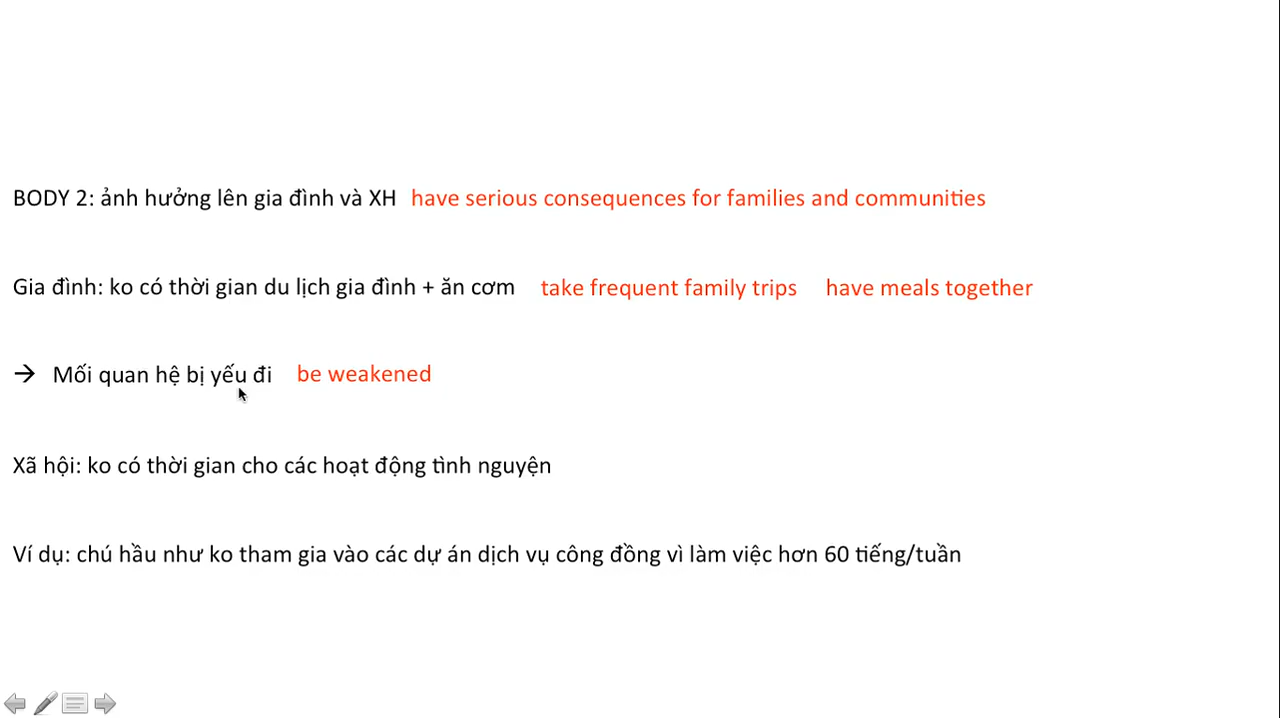 BODY 2: ảnh hưởng lên gia đình và XH have serious consequences for families and communities
Gia đình: ko có thời gian du lịch gia đình + ăn cơm take frequent family trips have meals together
→ Mối quan hệ bị yếu đi be weakened
Xã hội: ko có thời gian cho các hoạt động tình nguyện
Ví dụ: chú hầu như ko tham gia vào các dự án dịch vụ công đồng vì làm việc hơn 60 tiếng/tuần